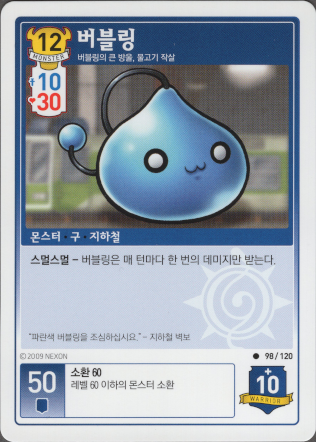 12
MONSTER
버블링
버블링의 큰 방울, 물고기 작살
10
30
몬스터 · 구 · 지하철
스멀스멀 – 버블링은 매 턴마다 한 번의 데미지만 받는다.
“파란색 버블링을 조심하십시요.” – 지하철 벽보
©2009 NEXON
● 98 / 120
50
소환 60
레벨 60 이하의 몬스터 소환
+
10
WARRIOR